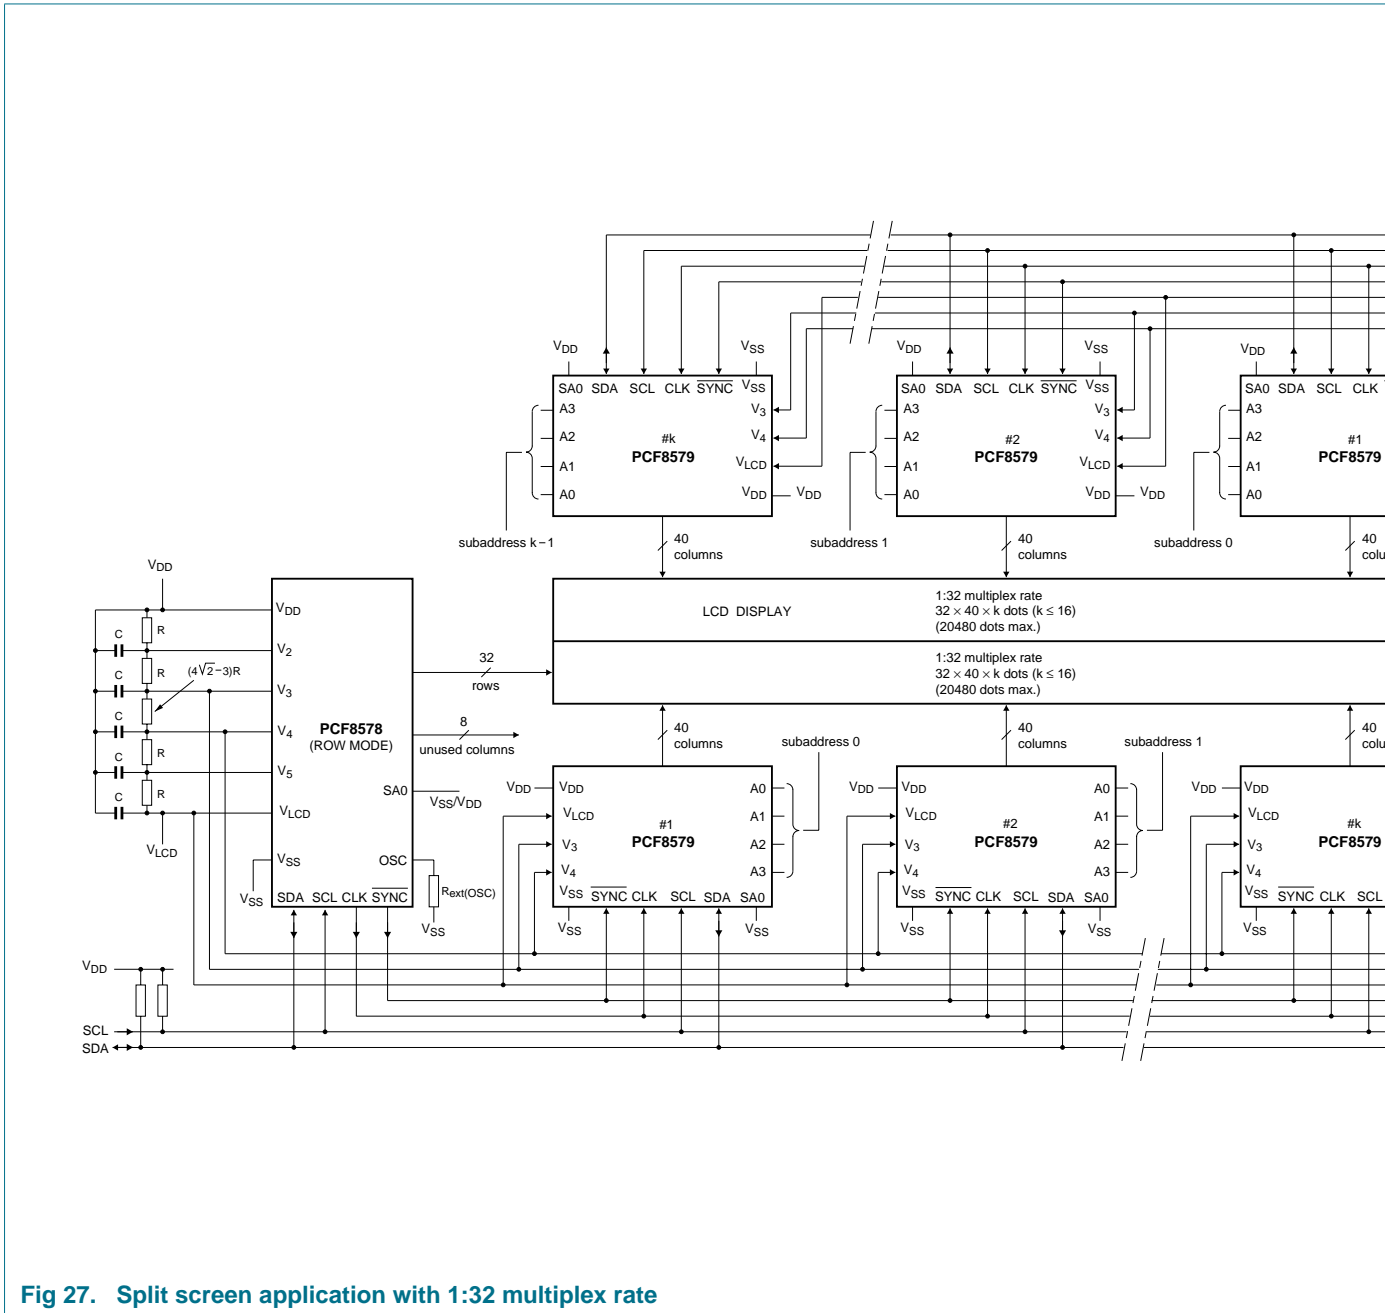 VDD VSS VDD VSS VDD
SA0 SDA SCL CLK SYNC VSS SA0 SDA SCL CLK SYNC VSS SA0 SDA SCL CLK
A3 V3 A3 V3 A3
A2 #k V4 A2 #2 V4 A2 #1
PCF8579 PCF8579 PCF8579
A1 VLCD A1 VLCD A1
A0 VDD VDD A0 VDD VDD A0
subaddress k−1 40 columns subaddress 1 40 columns subaddress 0 40 colu
VDD
VDD
C R
V2
C R (4√2−3)R
V3
C
V4
C R
V5
C R
VLCD
VLCD
VSS
VSS
PCF8578
(ROW MODE)
32
rows
8
unused columns
SA0 VSS/VDD
OSC
Rext(OSC)
VSS
SDA SCL CLK SYNC
LCD DISPLAY
1:32 multiplex rate
32 × 40 × k dots (k ≤ 16)
(20480 dots max.)
1:32 multiplex rate
32 × 40 × k dots (k ≤ 16)
(20480 dots max.)
40 columns subaddress 0 40 columns subaddress 1 40 colu
VDD VDD A0 VDD VDD A0 VDD VDD
VLCD A1 VLCD A1 VLCD
#1 #2 #k
PCF8579 PCF8579 PCF8579
V3 A2 V3 A2 V3
V4 A3 V4 A3 V4
VSS SYNC CLK SCL SDA SA0 VSS SYNC CLK SCL SDA SA0 VSS SYNC CLK SCL
VSS VSS VSS VSS VSS
VDD
SCL
SDA
Fig 27. Split screen application with 1:32 multiplex rate